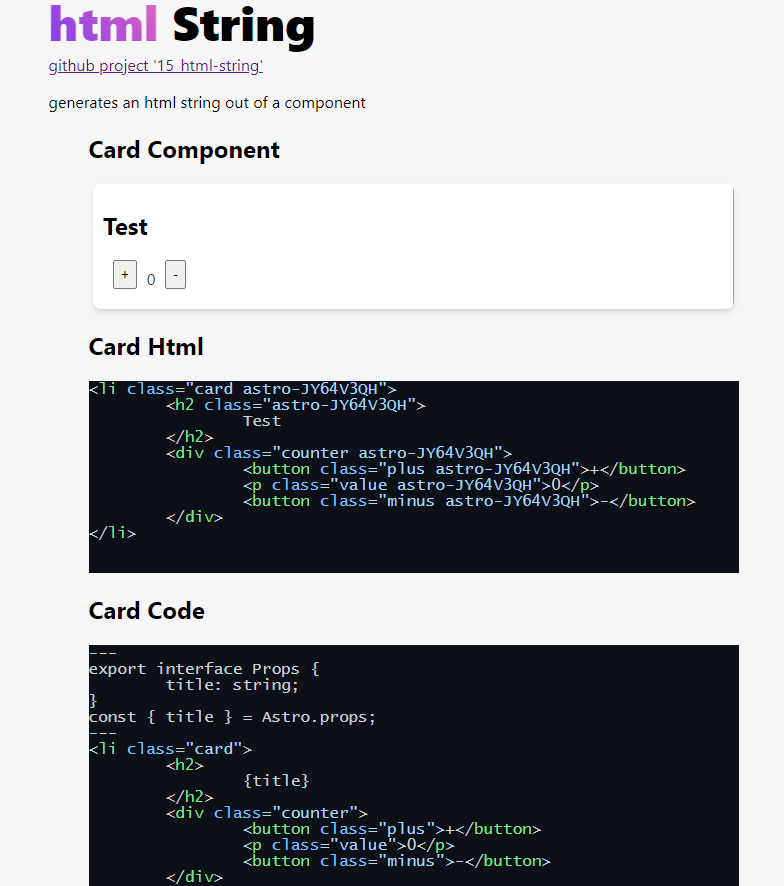 html String
github project '15_html-string'
generates an html string out of a component
Card Component
Test
+ 0 -
Card Html
<li class="card astro-JY64V3QH">
        <h2 class="astro-JY64V3QH">
                Test
        </h2>
        <div class="counter astro-JY64V3QH">
                <button class="plus astro-JY64V3QH">+</button>
                <p class="value astro-JY64V3QH">0</p>
                <button class="minus astro-JY64V3QH">-</button>
        </div>
</li>
Card Code
---
export interface Props {
        title: string;
}
const { title } = Astro.props;
---
<li class="card">
        <h2>
                {title}
        </h2>
        <div class="counter">
                <button class="plus">+</button>
                <p class="value">0</p>
                <button class="minus">-</button>
        </div>